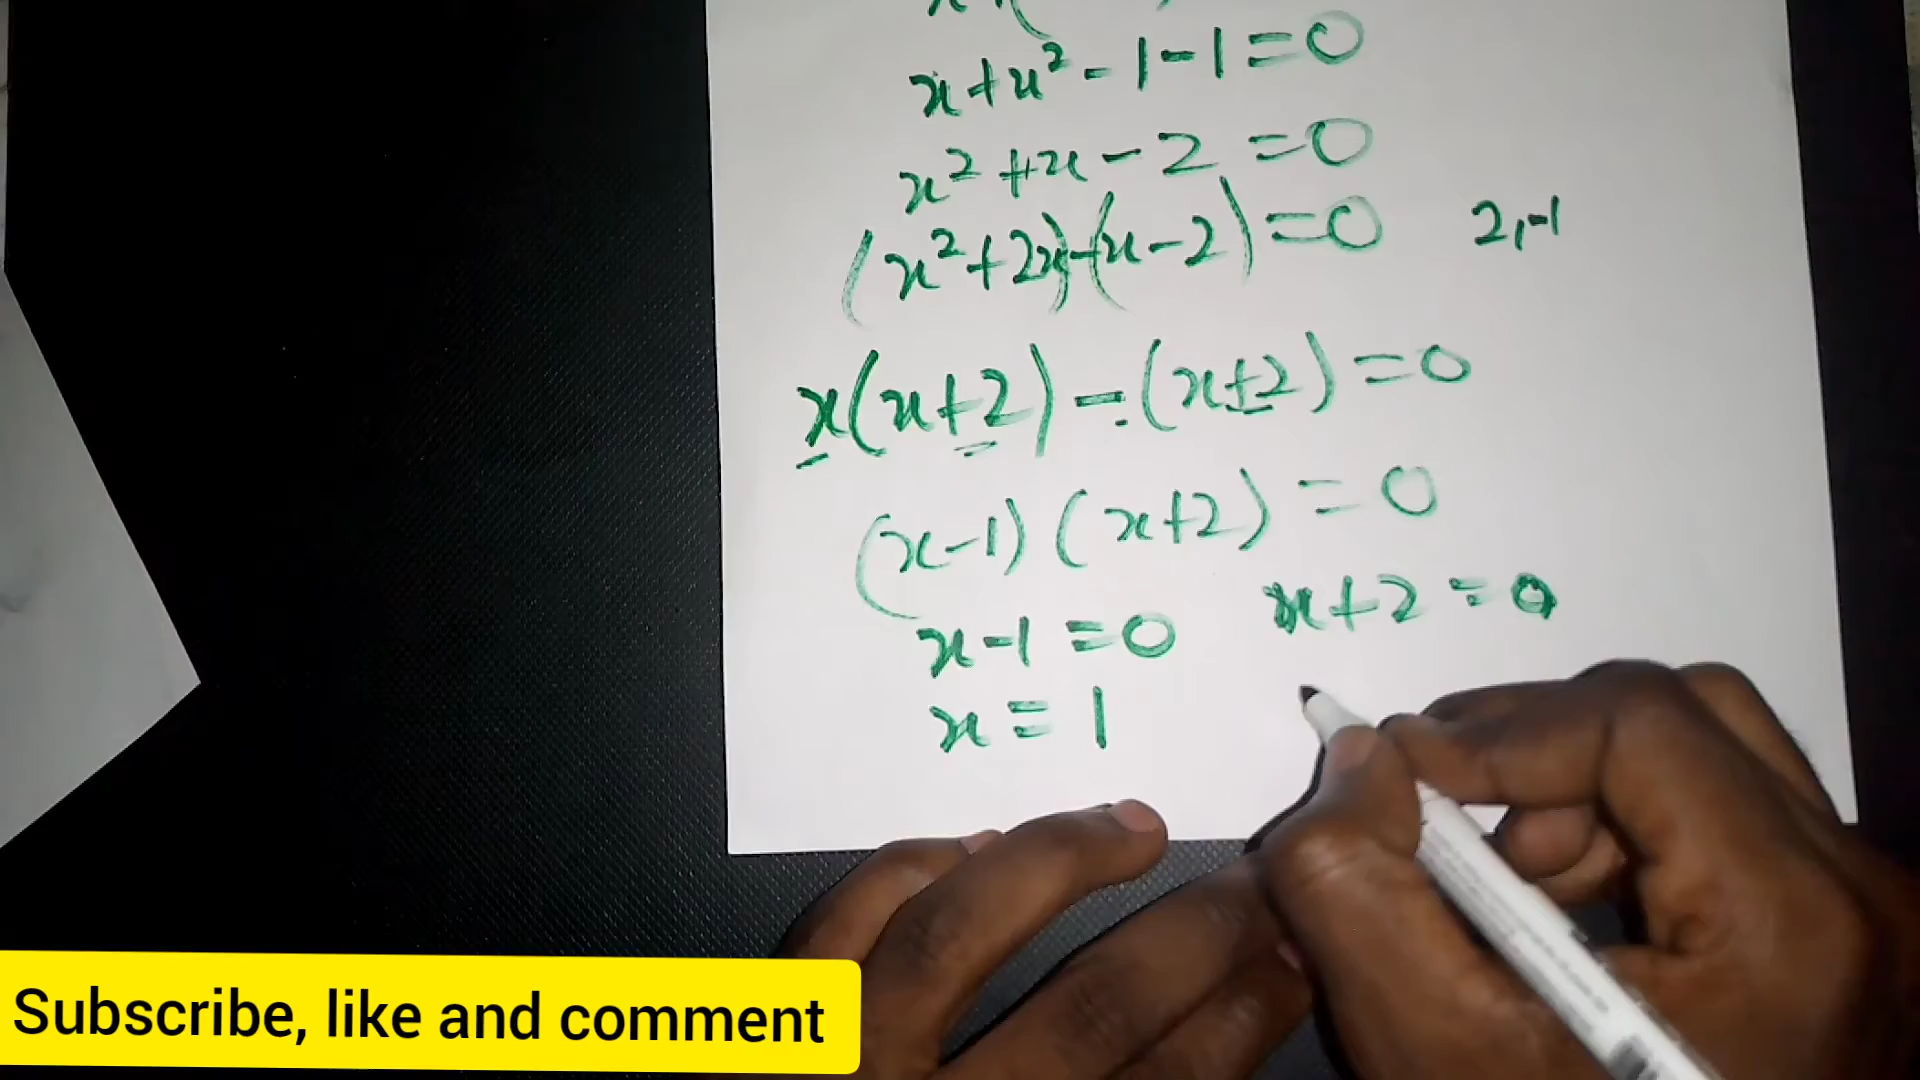 x+x²-1-1=0
x²+x-2=0
(x²+2x)-(x-2)=0 2,-1
x(x+2)-(x+2)=0
(x-1)(x+2)=0
x-1=0 x+2=0
x=1
Subscribe, like and comment